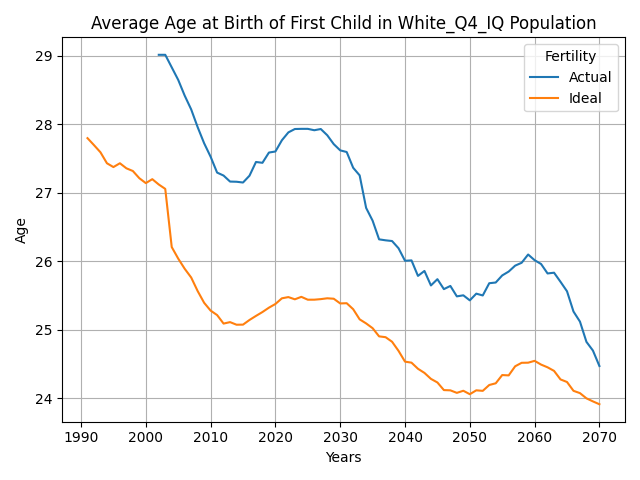 Average Age at Birth of First Child in White_Q4_IQ Population
Fertility
Actual
Ideal
29
28
27
26
25
24
Age
1990
2000
2010
2020
2030
2040
2050
2060
2070
Years